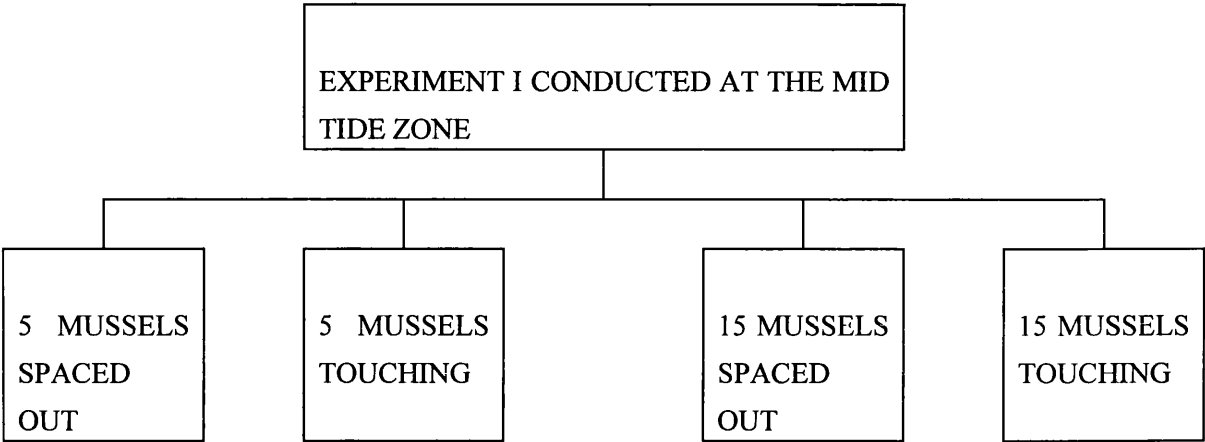 EXPERIMENT I CONDUCTED AT THE MID
TIDE ZONE
5 MUSSELS
SPACED
OUT
5 MUSSELS
TOUCHING
15 MUSSELS
SPACED
OUT
15 MUSSELS
TOUCHING